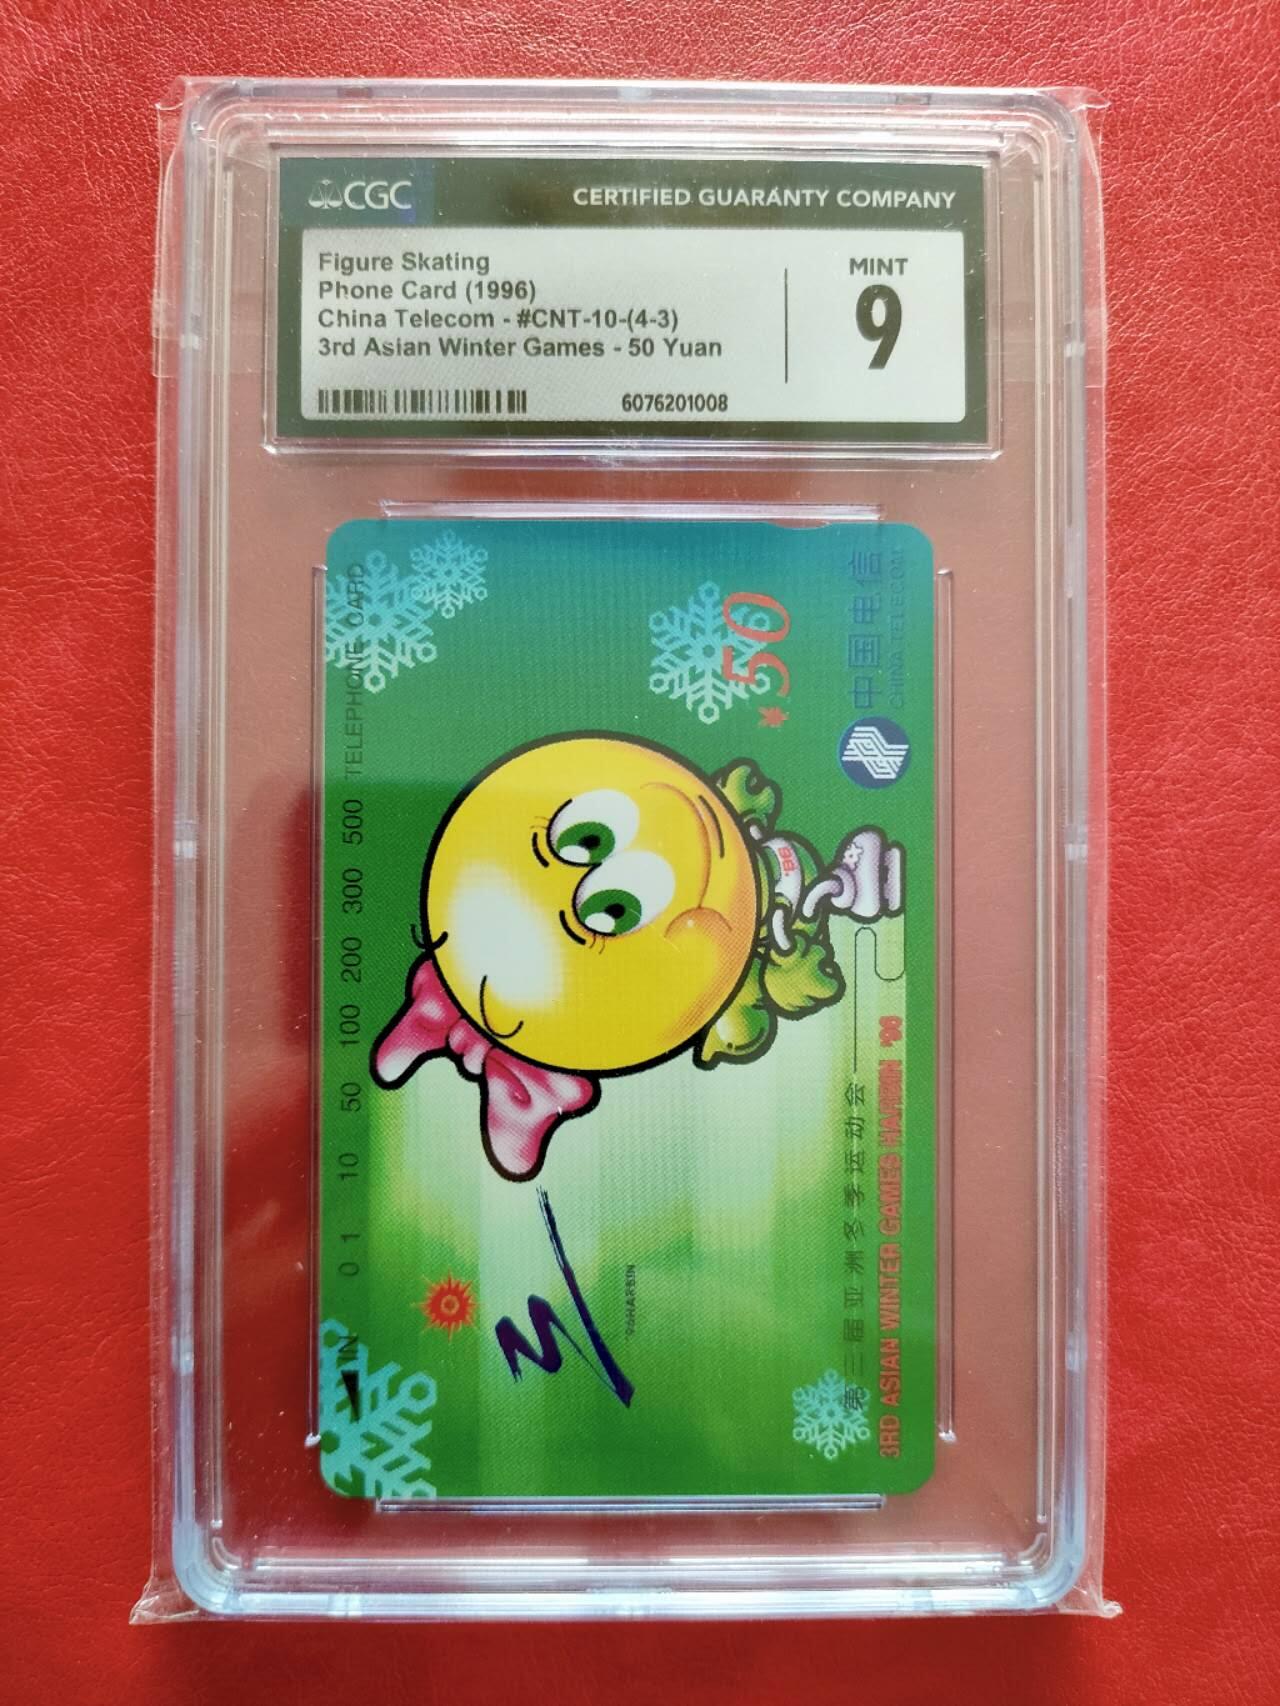 CGC
CERTIFIED GUARANTY COMPANY
Figure Skating
Phone Card (1996)
China Telecom - #CNT-10-(4-3)
3rd Asian Winter Games - 50 Yuan
MINT
9
6076201008
IN 0 1 10 50 100 200 300 500 TELEPHONE CARD
'96HARBIN
50
中国电信
CHINA TELECOM
第三届亚洲冬季运动会
3RD ASIAN WINTER GAMES HARBIN '96